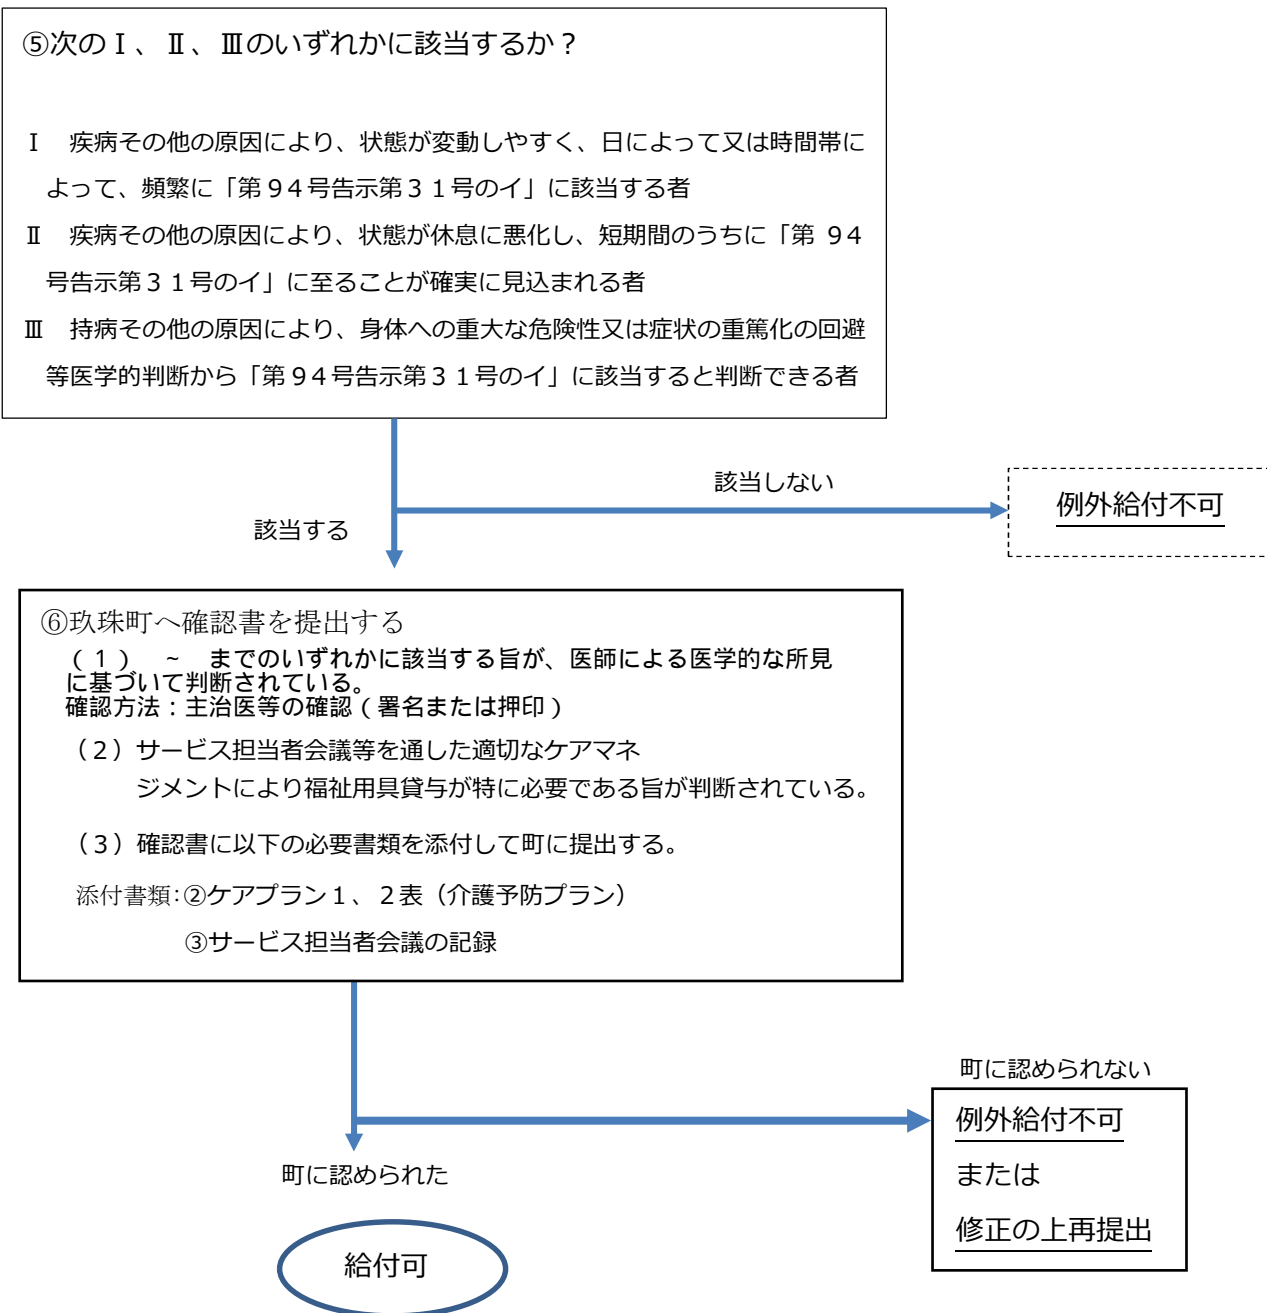 ⑤次のⅠ、Ⅱ、Ⅲのいずれかに該当するか？
Ⅰ　疾病その他の原因により、状態が変動しやすく、日によって又は時間帯に
よって、頻繁に「第９４号告示第３１号のイ」に該当する者
Ⅱ　疾病その他の原因により、状態が休息に悪化し、短期間のうちに「第 ９４
号告示第３１号のイ」に至ることが確実に見込まれる者
Ⅲ　持病その他の原因により、身体への重大な危険性又は症状の重篤化の回避
等医学的判断から「第９４号告示第３１号のイ」に該当すると判断できる者
該当しない
例外給付不可
該当する
⑥玖珠町へ確認書を提出する
（１）　～　までのいずれかに該当する旨が、医師による医学的な所見
に基づいて判断されている。
確認方法：主治医等の確認（署名または押印）
（２）サービス担当者会議等を通した適切なケアマネ
ジメントにより福祉用具貸与が特に必要である旨が判断されている。
（３）確認書に以下の必要書類を添付して町に提出する。
添付書類：②ケアプラン１、２表（介護予防プラン）
③サービス担当者会議の記録
町に認められない
例外給付不可
または
修正の上再提出
町に認められた
給付可